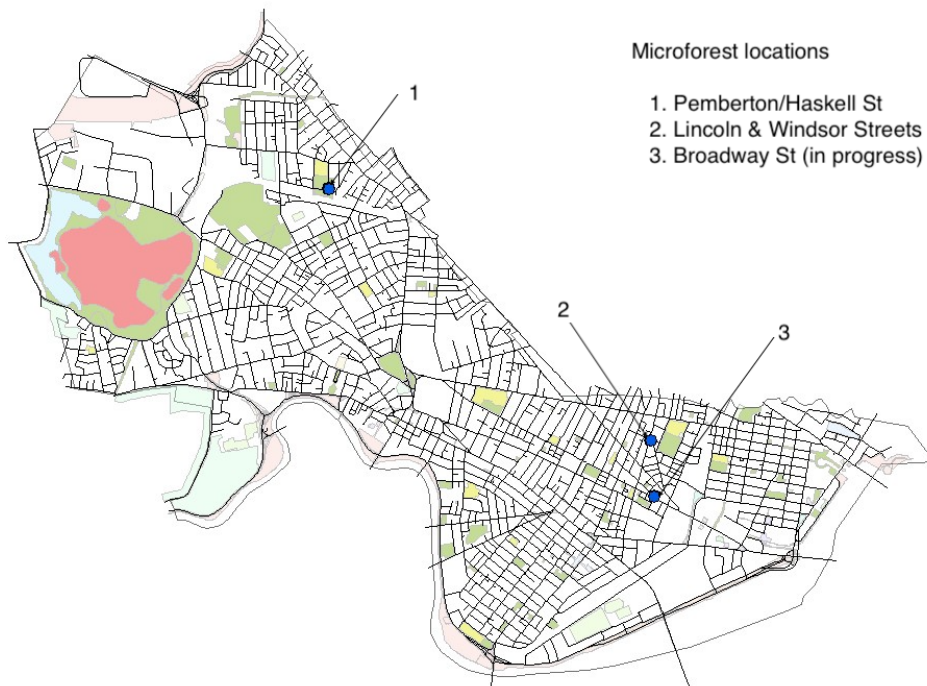 Microforest locations
1. Pemberton/Haskell St
2. Lincoln & Windsor Streets
3. Broadway St (in progress)
1
2
3